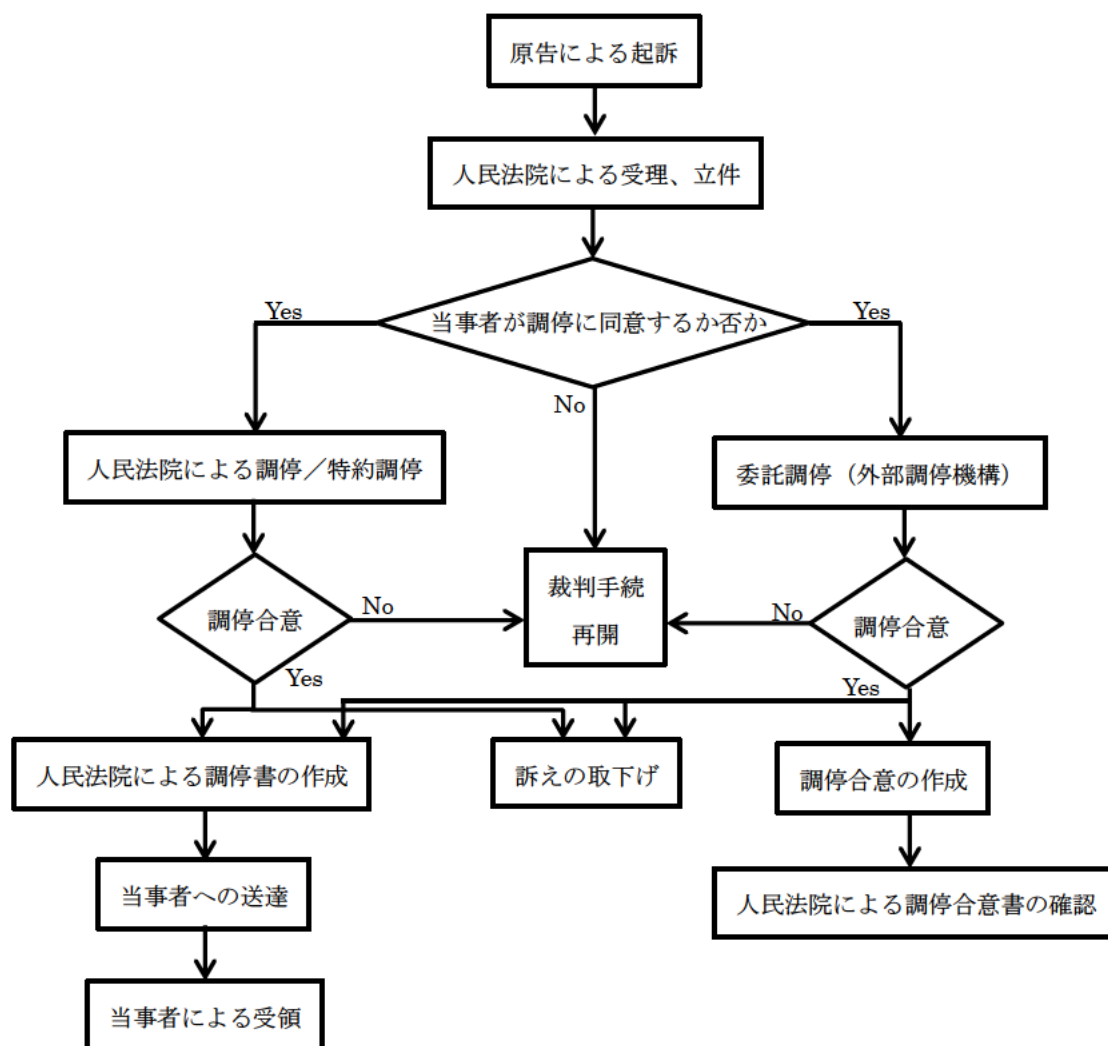 原告による起訴
人民法院による受理、立件
当事者が調停に同意するか否か
Yes
Yes
No
人民法院による調停／特約調停
委託調停（外部調停機構）
調停合意
No
裁判手続
再開
No
調停合意
Yes
Yes
人民法院による調停書の作成
訴えの取下げ
調停合意の作成
当事者への送達
人民法院による調停合意書の確認
当事者による受領